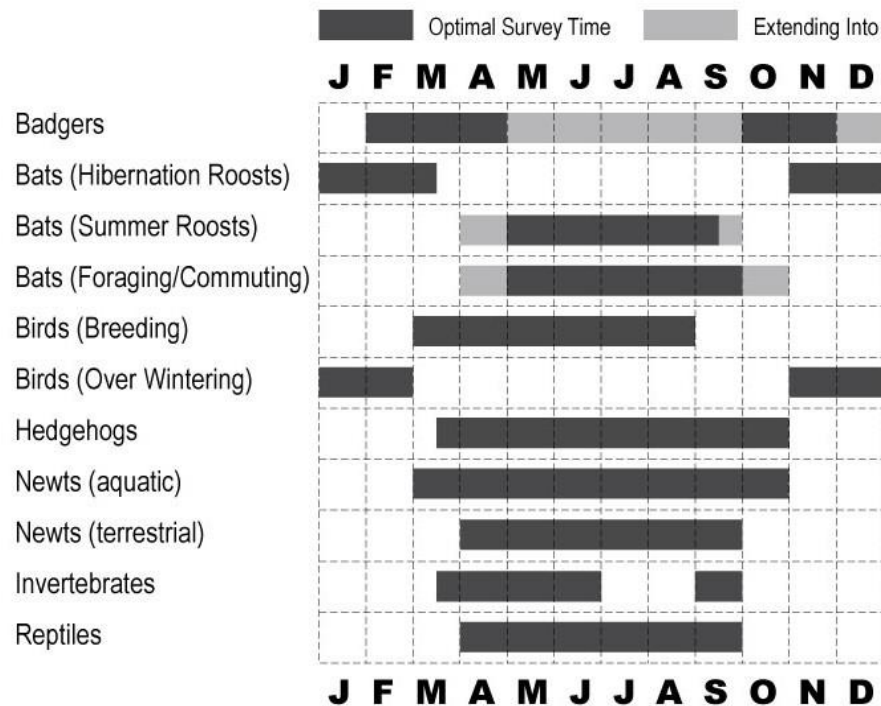 Optimal Survey Time Extending Into
J F M A M J J A S O N D
Badgers
Bats (Hibernation Roosts)
Bats (Summer Roosts)
Bats (Foraging/Commuting)
Birds (Breeding)
Birds (Over Wintering)
Hedgehogs
Newts (aquatic)
Newts (terrestrial)
Invertebrates
Reptiles
J F M A M J J A S O N D